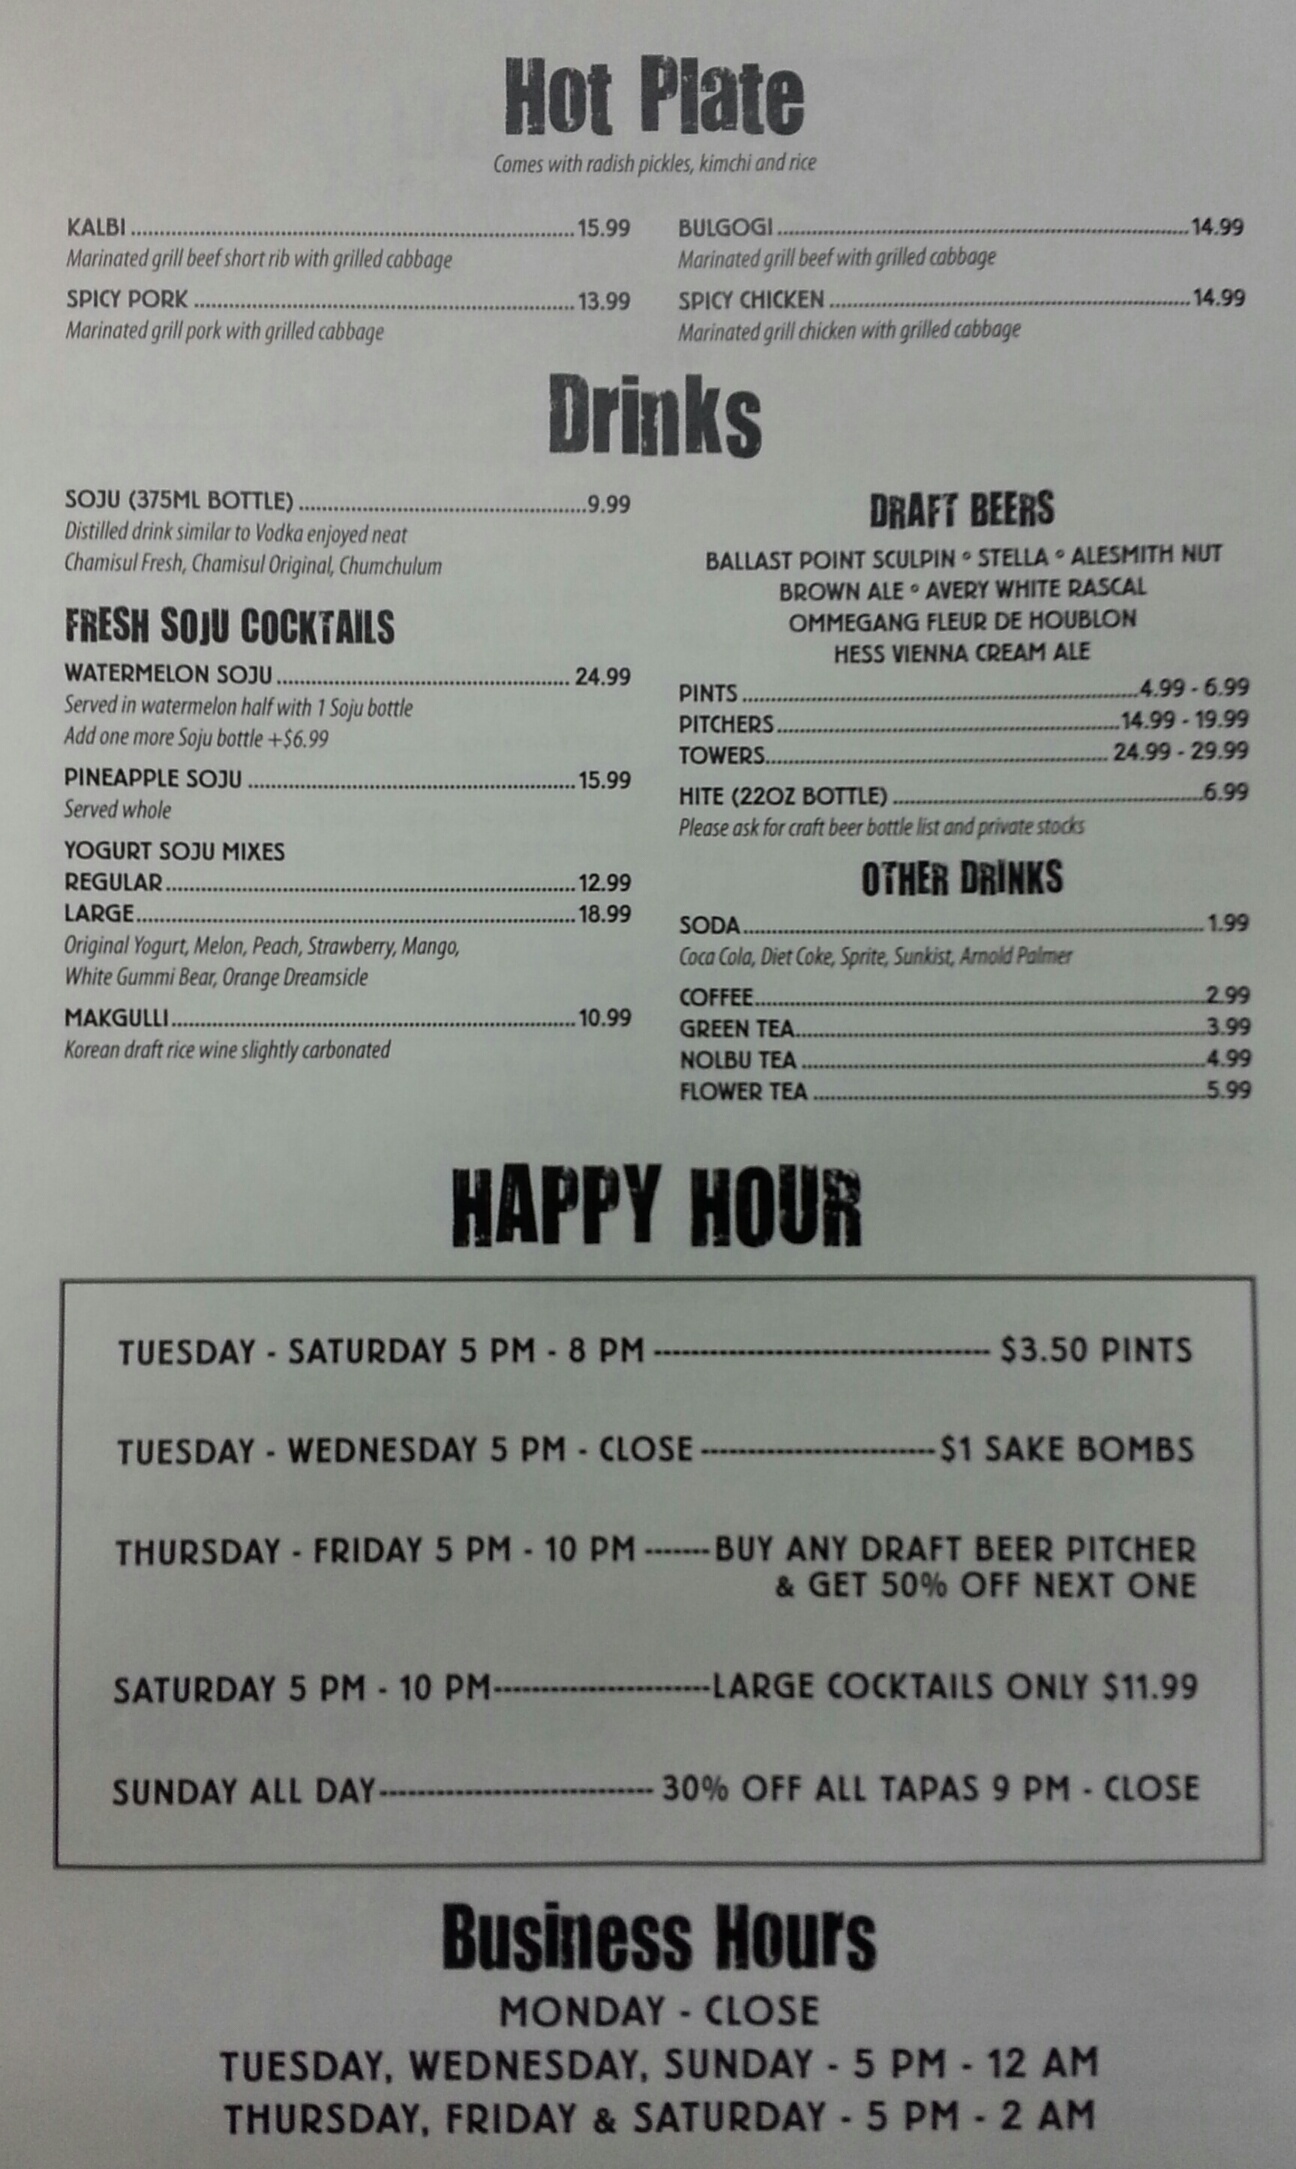 Hot Plate
Comes with radish pickles, kimchi and rice
KALBI 15.99
Marinated grill beef short rib with grilled cabbage
SPICY PORK 13.99
Marinated grill pork with grilled cabbage
BULGOGI 14.99
Marinated grill beef with grilled cabbage
SPICY CHICKEN 14.99
Marinated grill chicken with grilled cabbage
Drinks
SOJU (375ML BOTTLE) 9.99
Distilled drink similar to Vodka enjoyed neat
Chamisul Fresh, Chamisul Original, Chumchulum
FRESH SOJU COCKTAILS
WATERMELON SOJU 24.99
Served in watermelon half with 1 Soju bottle
Add one more Soju bottle +$6.99
PINEAPPLE SOJU 15.99
Served whole
YOGURT SOJU MIXES
REGULAR 12.99
LARGE 18.99
Original Yogurt, Melon, Peach, Strawberry, Mango,
White Gummi Bear, Orange Dreamsicle
MAKGULLI 10.99
Korean draft rice wine slightly carbonated
DRAFT BEERS
BALLAST POINT SCULPIN ° STELLA ° ALESMITH NUT
BROWN ALE ° AVERY WHITE RASCAL
OMMEGANG FLEUR DE HOUBLON
HESS VIENNA CREAM ALE
PINTS 4.99 - 6.99
PITCHERS 14.99 - 19.99
TOWERS 24.99 - 29.99
HITE (22OZ BOTTLE) 6.99
Please ask for craft beer bottle list and private stocks
OTHER DRINKS
SODA 1.99
Coca Cola, Diet Coke, Sprite, Sunkist, Arnold Palmer
COFFEE 2.99
GREEN TEA 3.99
NOLBU TEA 4.99
FLOWER TEA 5.99
HAPPY HOUR
TUESDAY - SATURDAY 5 PM - 8 PM $3.50 PINTS
TUESDAY - WEDNESDAY 5 PM - CLOSE $1 SAKE BOMBS
THURSDAY - FRIDAY 5 PM - 10 PM BUY ANY DRAFT BEER PITCHER
& GET 50% OFF NEXT ONE
SATURDAY 5 PM - 10 PM LARGE COCKTAILS ONLY $11.99
SUNDAY ALL DAY 30% OFF ALL TAPAS 9 PM - CLOSE
Business Hours
MONDAY - CLOSE
TUESDAY, WEDNESDAY, SUNDAY - 5 PM - 12 AM
THURSDAY, FRIDAY & SATURDAY - 5 PM - 2 AM